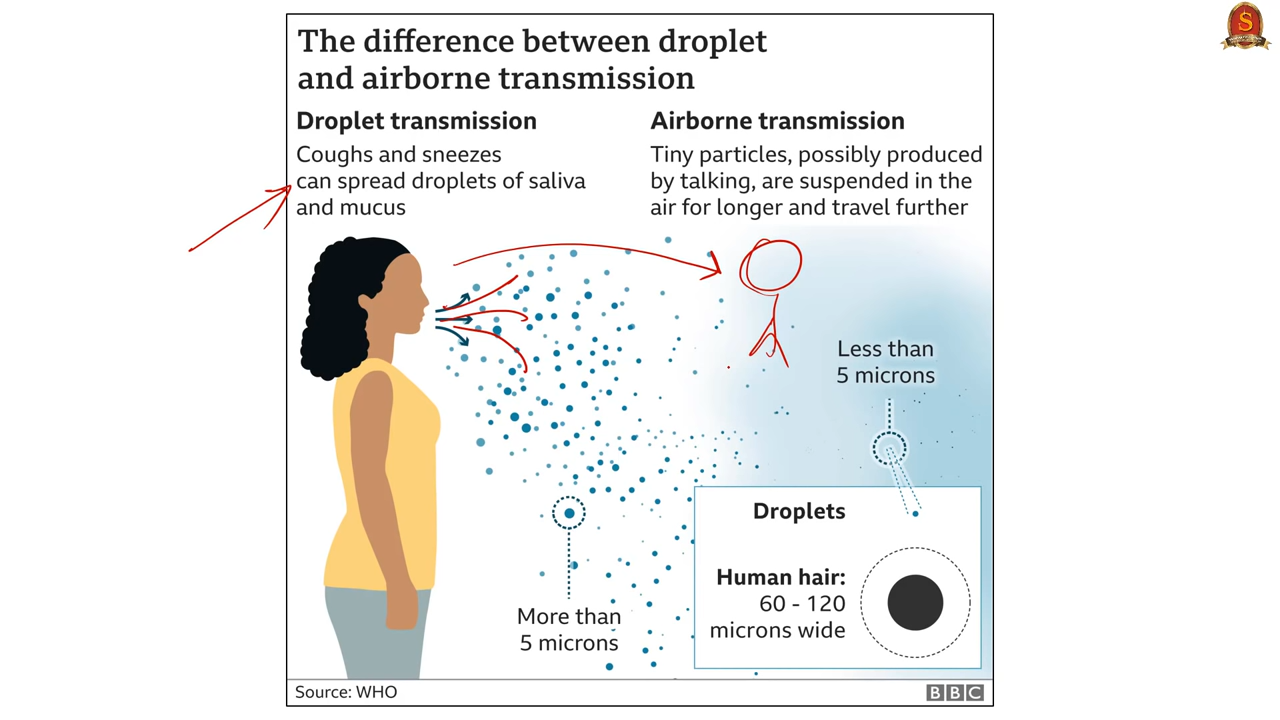 The difference between droplet
and airborne transmission
Droplet transmission
Coughs and sneezes
can spread droplets of saliva
and mucus
Airborne transmission
Tiny particles, possibly produced
by talking, are suspended in the
air for longer and travel further
Less than
5 microns
More than
5 microns
Droplets
Human hair:
60 - 120
microns wide
Source: WHO
BBC
S